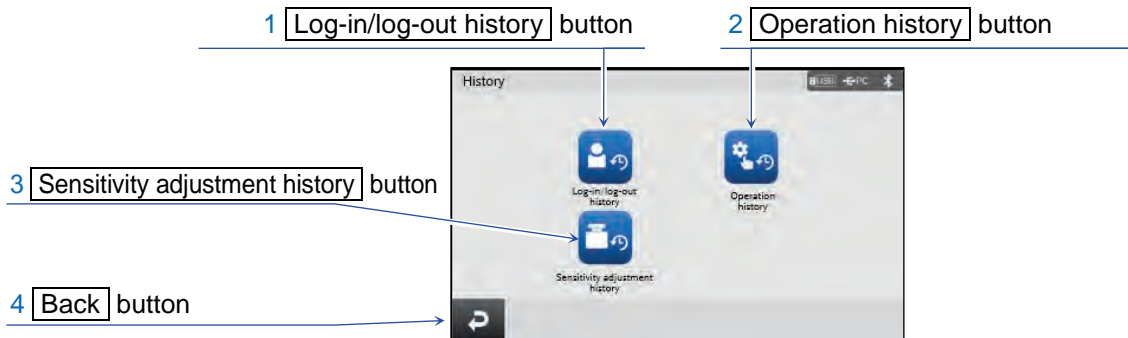 1 Log-in/log-out history button
2 Operation history button
History
USB PC
Log-in/log-out
history
Operation
history
3 Sensitivity adjustment history button
Sensitivity adjustment
history
4 Back button